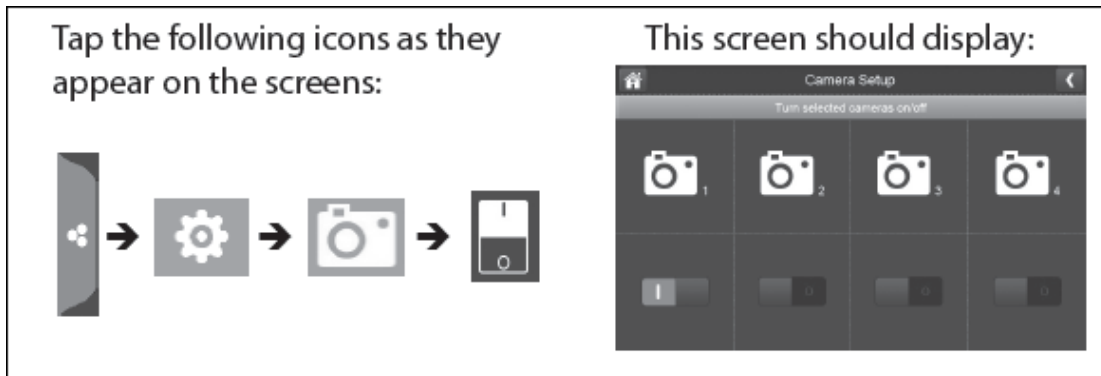 Tap the following icons as they
appear on the screens:
This screen should display:
Camera Setup
Turn selected cameras on/off
1
2
3
4
I
O
I
O
O
O